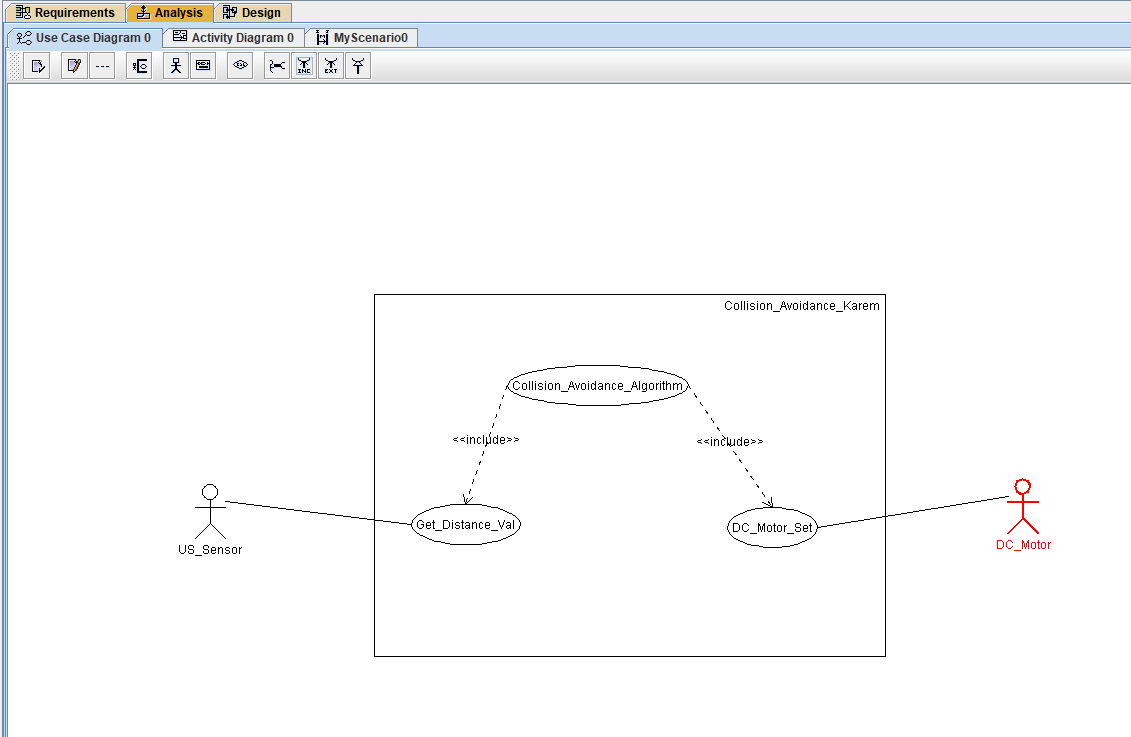 Requirements Analysis Design
Use Case Diagram 0 Activity Diagram 0 MyScenario0
INC EXT
Collision_Avoidance_Karem
Collision_Avoidance_Algorithm
<<include>> <<include>>
Get_Distance_Val DC_Motor_Set
US_Sensor DC_Motor